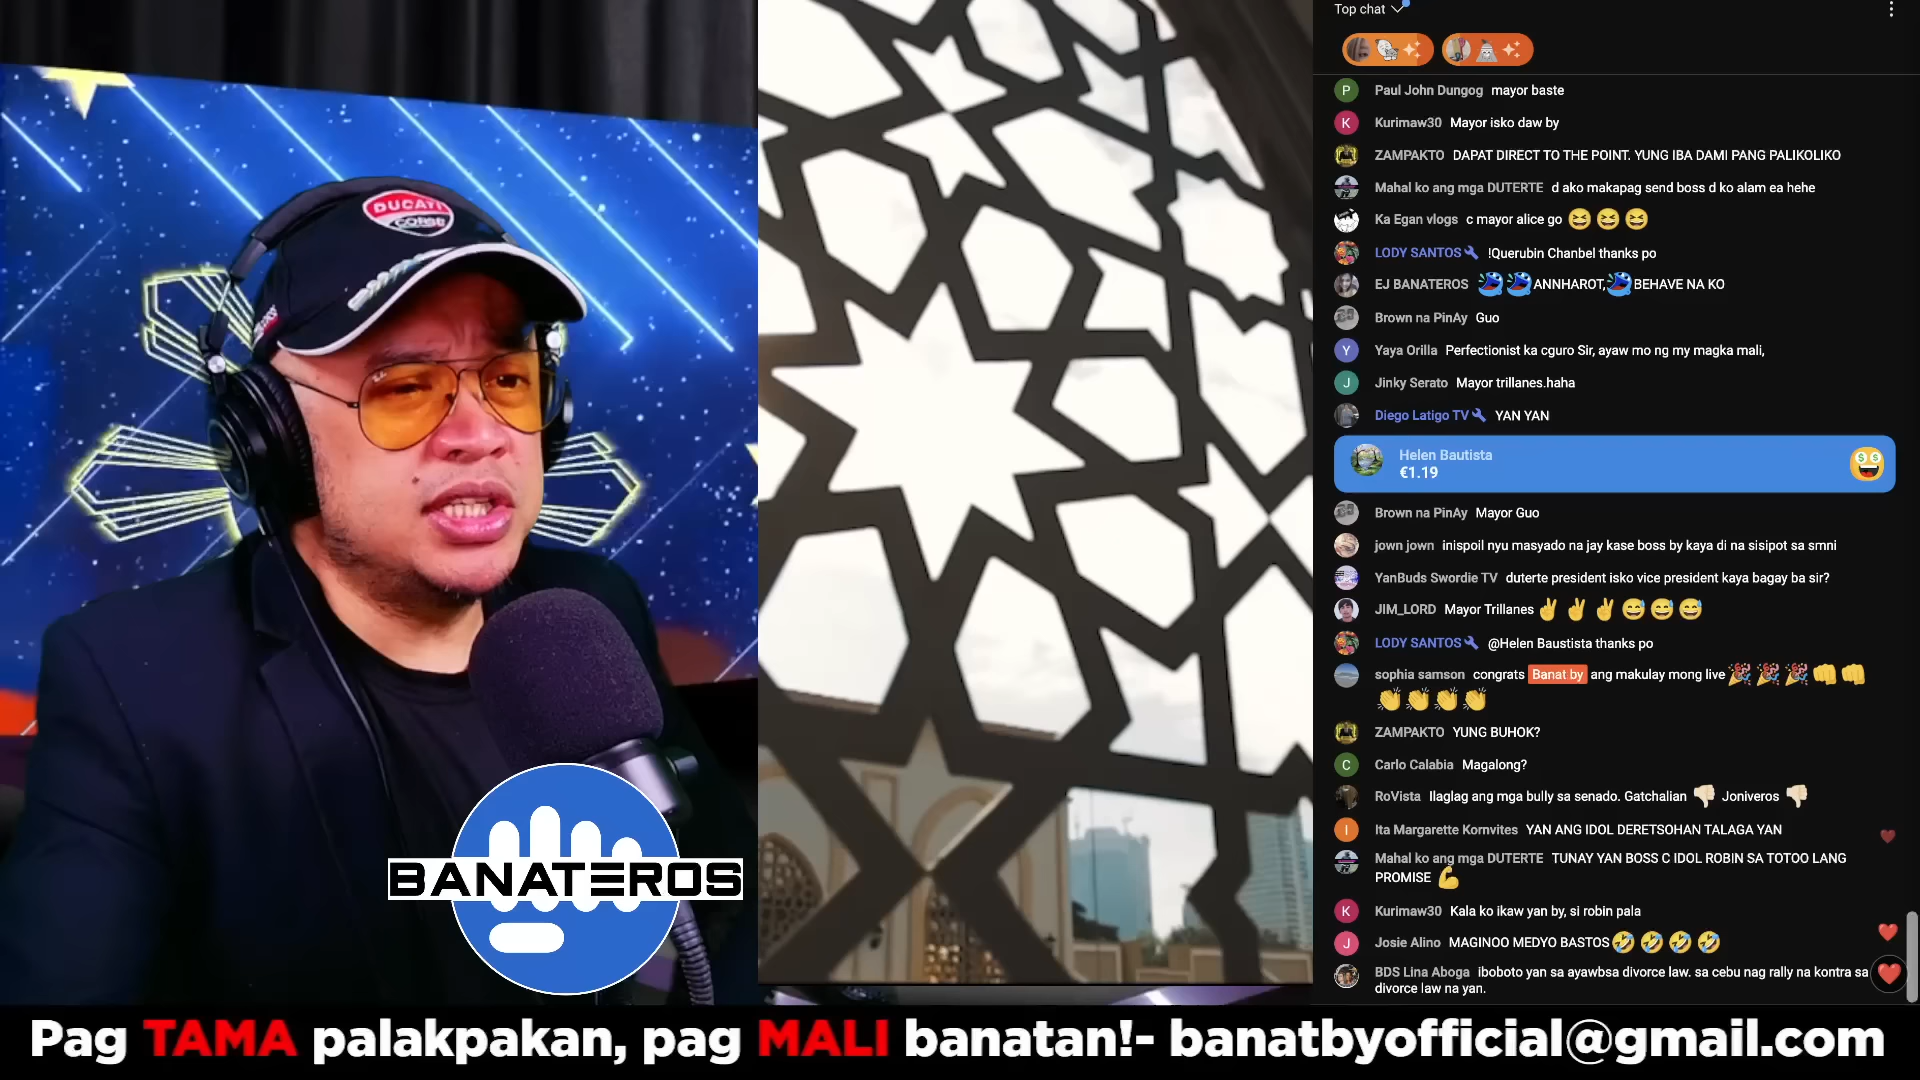 DUCATI
CORSE
BANATEROS
Top chat
Paul John Dungog mayor baste
Kurimaw30 Mayor isko daw by
ZAMPAKTO DAPAT DIRECT TO THE POINT. YUNG IBA DAMI PANG PALIKOLIKO
Mahal ko ang mga DUTERTE d ako makapag send boss d ko alam ea hehe
Ka Egan vlogs c mayor alice go 😆 😆 😆
LODY SANTOS !Querubin Chanbel thanks po
EJ BANATEROS ANNHAROT, BEHAVE NA KO
Brown na PinAy Guo
Y Yaya Orilla Perfectionist ka cguro Sir, ayaw mo ng my magka mali,
J Jinky Serato Mayor trillanes.haha
Diego Latigo TV YAN YAN
Helen Bautista
€1.19
Brown na PinAy Mayor Guo
jown jown inispoil nyu masyado na jay kase boss by kaya di na sisipot sa smni
YanBuds Swordie TV duterte president isko vice president kaya bagay ba sir?
JIM_LORD Mayor Trillanes ✌ ✌ ✌ 😅 😅 😅
LODY SANTOS @Helen Baustista thanks po
sophia samson congrats Banat by ang makulay mong live 🎉 🎉 🎉 👊 👊
👏 👏 👏 👏
ZAMPAKTO YUNG BUHOK?
C Carlo Calabia Magalong?
RoVista Ilaglag ang mga bully sa senado. Gatchalian 👎🏻 Joniveros 👎🏻
I Ita Margarette Kornvites YAN ANG IDOL DERETSOHAN TALAGA YAN
Mahal ko ang mga DUTERTE TUNAY YAN BOSS C IDOL ROBIN SA TOTOO LANG
PROMISE 💪
K Kurimaw30 Kala ko ikaw yan by, si robin pala
J Josie Alino MAGINOO MEDYO BASTOS 🤣 🤣 🤣 🤣
BDS Lina Aboga iboboto yan sa ayawbsa divorce law. sa cebu nag rally na kontra sa
divorce law na yan.
Pag TAMA palakpakan, pag MALI banatan!- banatbyofficial@gmail.com